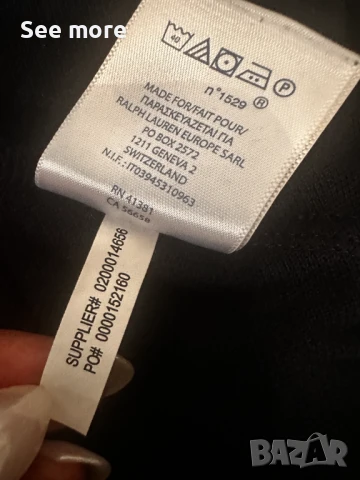 See more
40
P
n°1529 ®
MADE FOR/FAIT POUR/
ΠΑΡΑΣΚΕΥΑΖΕΤΑΙ ΓΙΑ
RALPH LAUREN EUROPE SARL
PO BOX 2572
1211 GENEVA 2
SWITZERLAND
N.I.F.: IT03945310963
RN 41381
CA 56650
SUPPLIER# 0200014656
PO# 0000152160
BAZAR